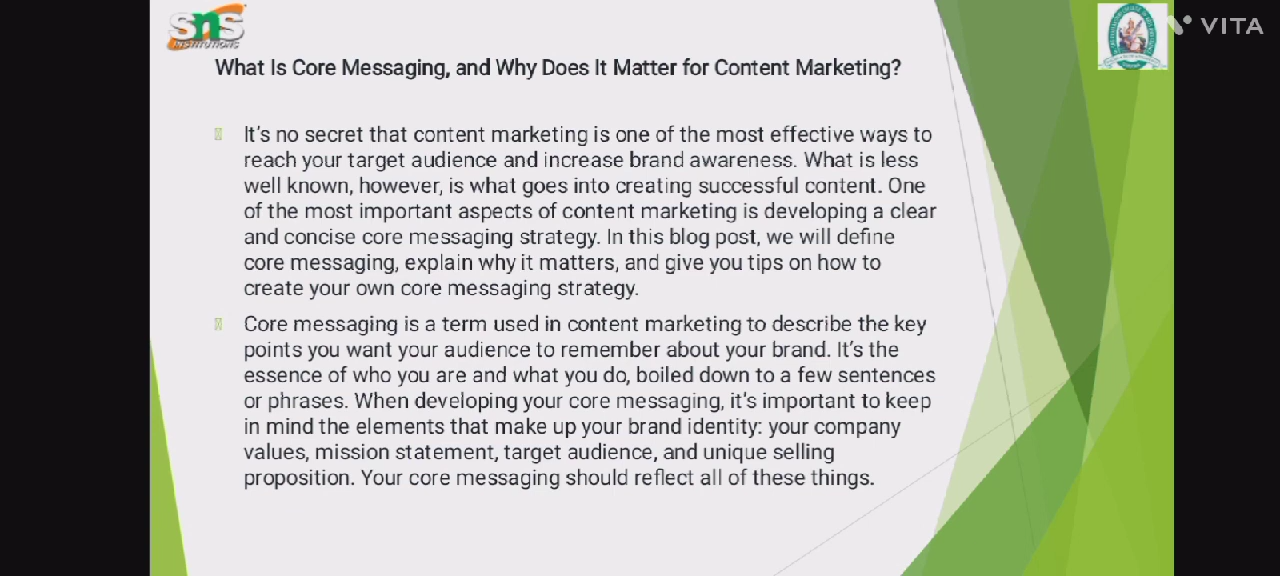 SNS
INSTITUTIONS
VITA
What Is Core Messaging, and Why Does It Matter for Content Marketing?
It's no secret that content marketing is one of the most effective ways to
reach your target audience and increase brand awareness. What is less
well known, however, is what goes into creating successful content. One
of the most important aspects of content marketing is developing a clear
and concise core messaging strategy. In this blog post, we will define
core messaging, explain why it matters, and give you tips on how to
create your own core messaging strategy.
Core messaging is a term used in content marketing to describe the key
points you want your audience to remember about your brand. It's the
essence of who you are and what you do, boiled down to a few sentences
or phrases. When developing your core messaging, it's important to keep
in mind the elements that make up your brand identity: your company
values, mission statement, target audience, and unique selling
proposition. Your core messaging should reflect all of these things.